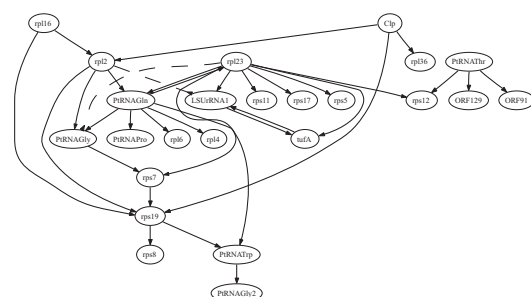 rpl16
Clp
rpl2
rpl23
rpl36
PtRNAThr
PtRNAGln
LSUrRNA1
rps11
rps17
rps5
rps12
ORF129
ORF91
PtRNAGly
PtRNAPro
rpl6
rpl4
tufA
rps7
rps19
rps8
PtRNATrp
PtRNAGly2